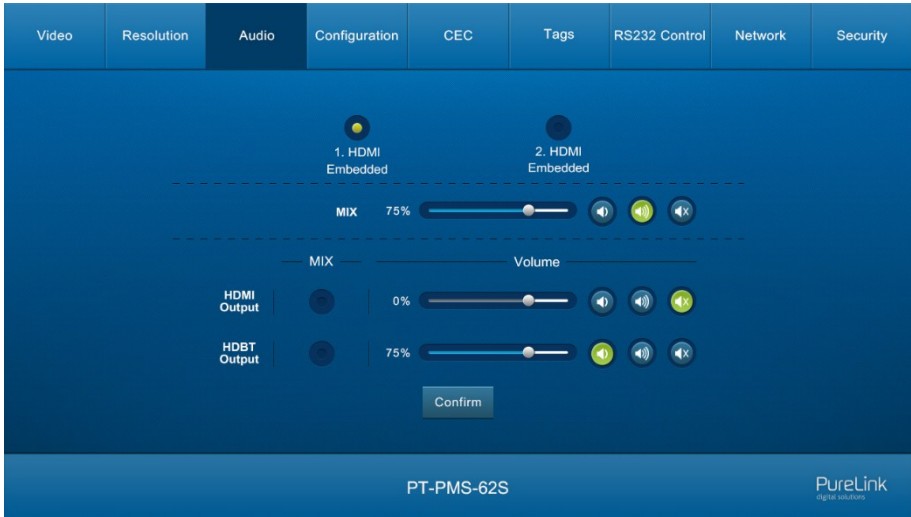 Video Resolution Audio Configuration CEC Tags RS232 Control Network Security
1. HDMI 2. HDMI
Embedded Embedded
MIX 75%
MIX Volume
HDMI
Output 0%
HDBT
Output 75%
Confirm
PT-PMS-62S
PureLink
digital solutions